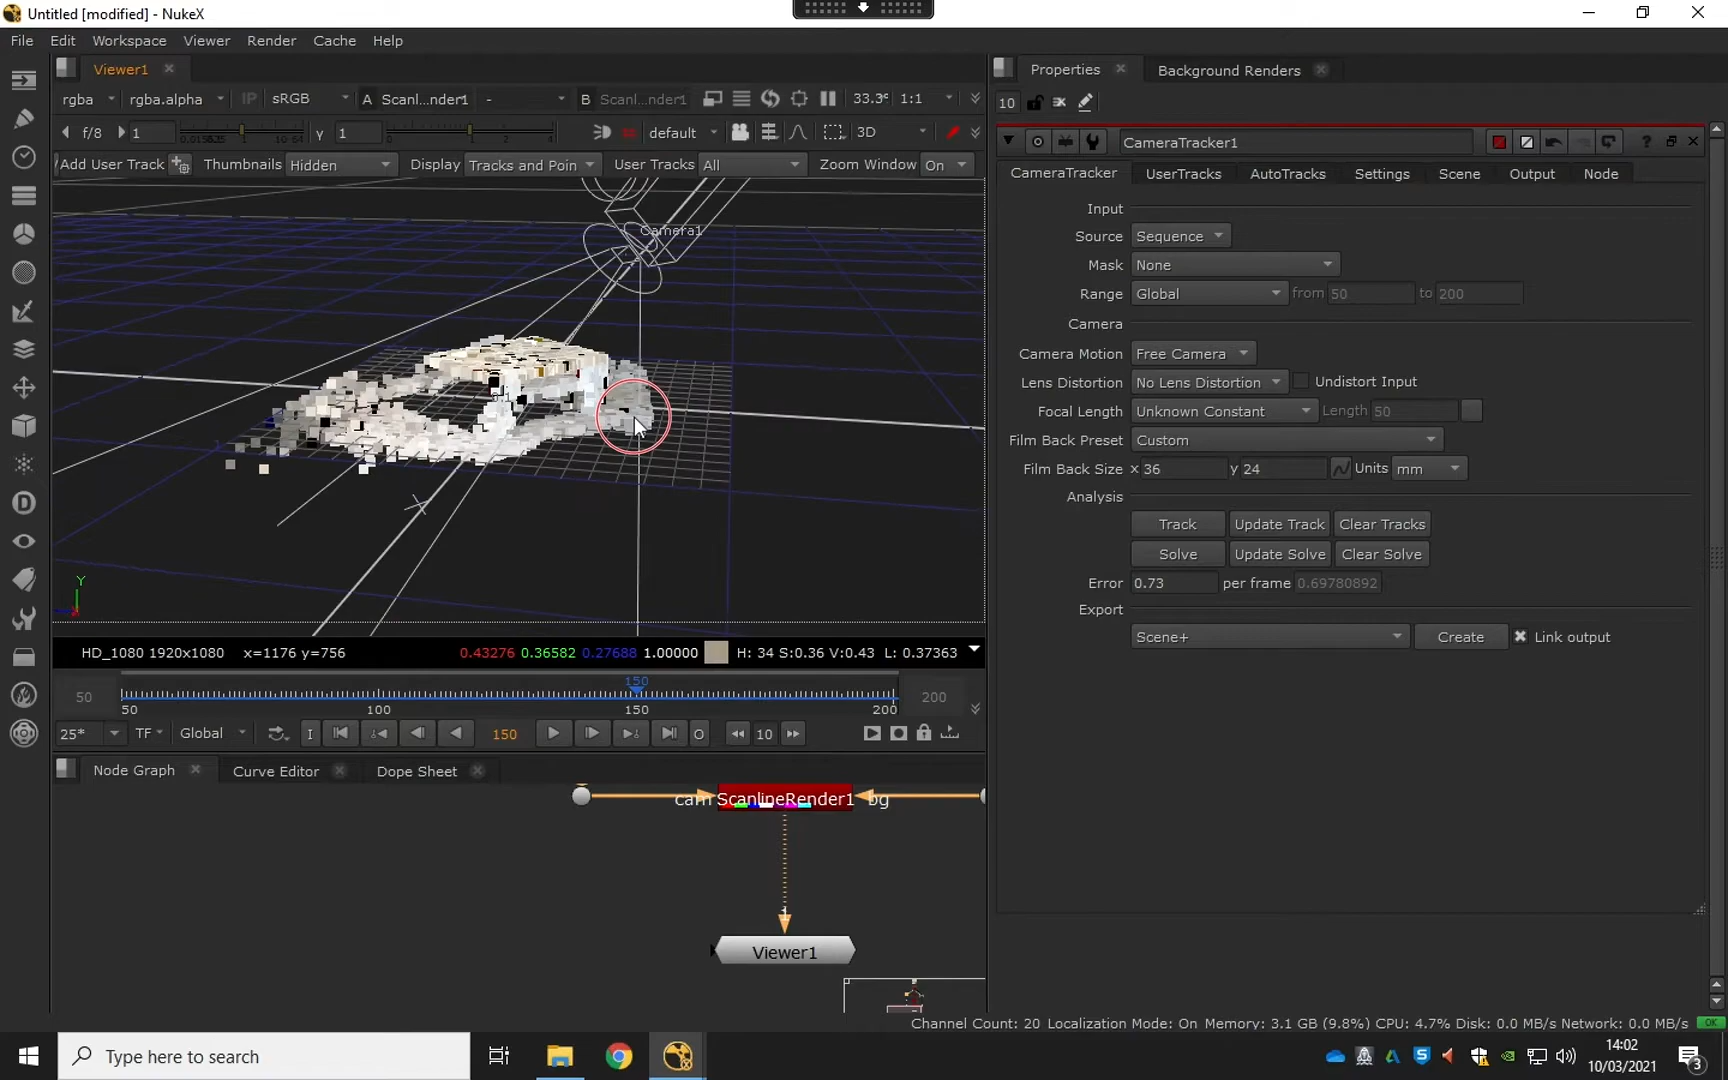 Untitled [modified] - NukeX
File Edit Workspace Viewer Render Cache Help
Viewer1
rgba rgba.alpha IP sRGB A Scanl...nder1 - B Scanl...nder1 33.3% 1:1
f/8 1 γ 1 default 3D
Add User Track Thumbnails Hidden Display Tracks and Poin User Tracks All Zoom Window On
Camera1
Y
HD_1080 1920x1080 x=1176 y=756 0.43276 0.36582 0.27688 1.00000 H: 34 S:0.36 V:0.43 L: 0.37363
50 150 200
50 100 150 200
25* TF Global I 150 O 10
Node Graph Curve Editor Dope Sheet
cam ScanlineRender1 bg
1
Viewer1
Properties Background Renders
10
CameraTracker1 ?
CameraTracker UserTracks AutoTracks Settings Scene Output Node
Input
Source Sequence
Mask None
Range Global from 50 to 200
Camera
Camera Motion Free Camera
Lens Distortion No Lens Distortion Undistort Input
Focal Length Unknown Constant Length 50
Film Back Preset Custom
Film Back Size x 36 y 24 Units mm
Analysis
Track Update Track Clear Tracks
Solve Update Solve Clear Solve
Error 0.73 per frame 0.69780892
Export
Scene+ Create Link output
Channel Count: 20 Localization Mode: On Memory: 3.1 GB (9.8%) CPU: 4.7% Disk: 0.0 MB/s Network: 0.0 MB/s OK
Type here to search
14:02
10/03/2021
3